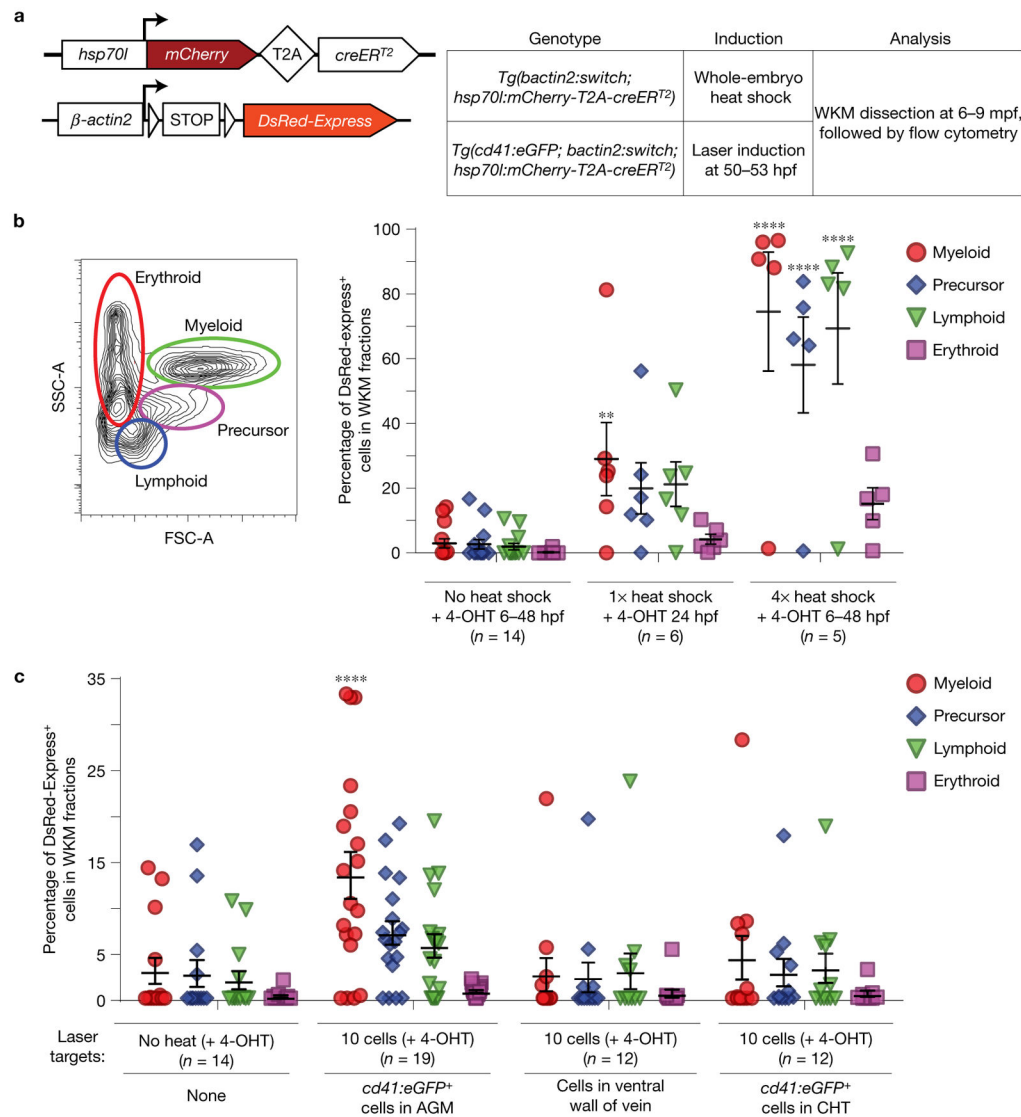 a
hsp70l mCherry T2A creERT2
β-actin2 STOP DsRed-Express
Genotype Induction Analysis
Tg(bactin2:switch;
hsp70l:mCherry-T2A-creERT2)
Whole-embryo
heat shock
Tg(cd41:eGFP; bactin2:switch;
hsp70l:mCherry-T2A-creERT2)
Laser induction
at 50–53 hpf
WKM dissection at 6–9 mpf,
followed by flow cytometry
b
Erythroid
Myeloid
Precursor
Lymphoid
SSC-A
FSC-A
Percentage of DsRed-express+
cells in WKM fractions
100
80
60
40
20
0
**
****
****
****
Myeloid
Precursor
Lymphoid
Erythroid
No heat shock
+ 4-OHT 6–48 hpf
(n = 14)
1× heat shock
+ 4-OHT 24 hpf
(n = 6)
4× heat shock
+ 4-OHT 6–48 hpf
(n = 5)
c
Percentage of DsRed-Express+
cells in WKM fractions
35
25
15
5
0
****
Myeloid
Precursor
Lymphoid
Erythroid
Laser
targets:
No heat (+ 4-OHT)
(n = 14)
None
10 cells (+ 4-OHT)
(n = 19)
cd41:eGFP+
cells in AGM
10 cells (+ 4-OHT)
(n = 12)
Cells in ventral
wall of vein
10 cells (+ 4-OHT)
(n = 12)
cd41:eGFP+
cells in CHT